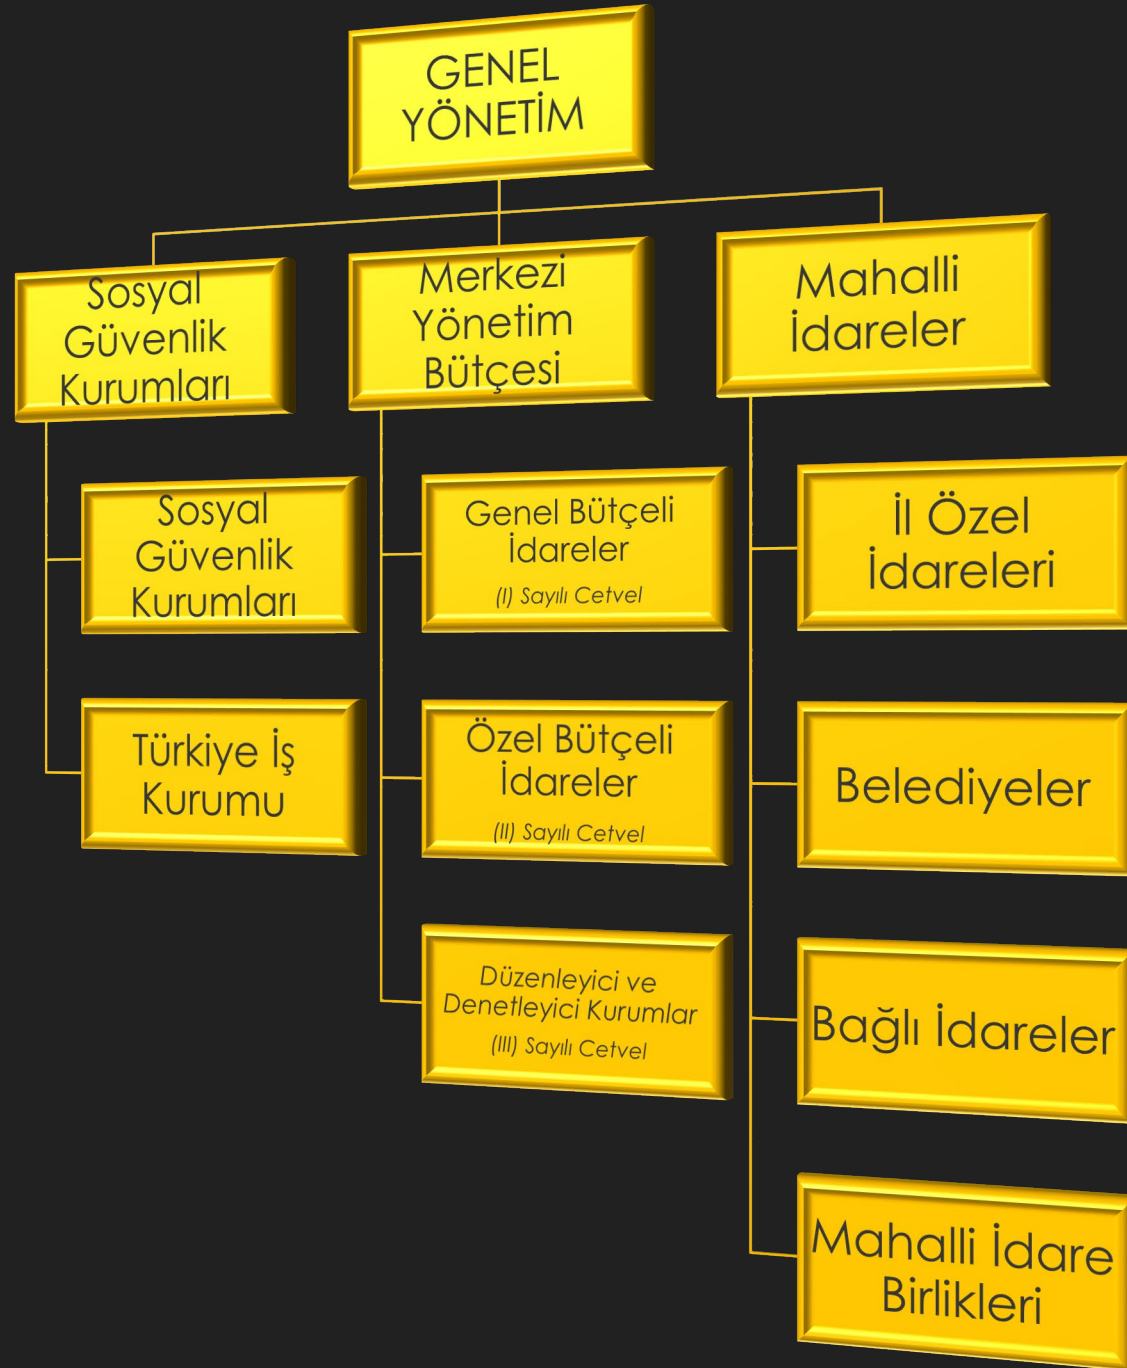 GENEL
YÖNETİM
Sosyal
Güvenlik
Kurumları
Merkezi
Yönetim
Bütçesi
Mahalli
İdareler
Sosyal
Güvenlik
Kurumları
Türkiye İş
Kurumu
Genel Bütçeli
İdareler
(I) Sayılı Cetvel
Özel Bütçeli
İdareler
(II) Sayılı Cetvel
Düzenleyici ve
Denetleyici Kurumlar
(III) Sayılı Cetvel
İl Özel
İdareleri
Belediyeler
Bağlı İdareler
Mahalli İdare
Birlikleri